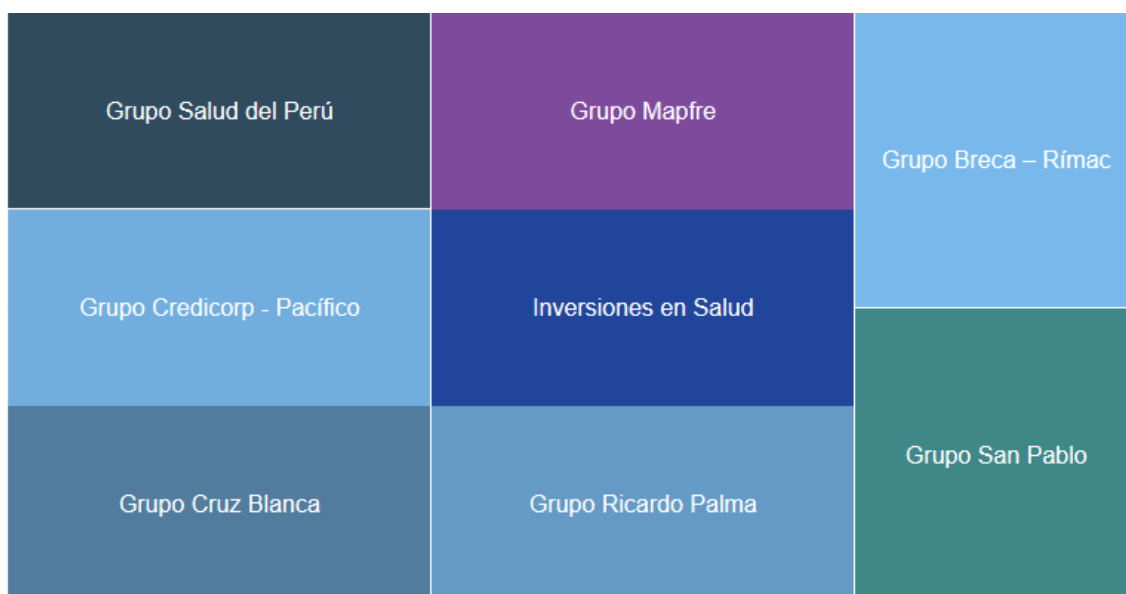 Grupo Salud del Perú
Grupo Mapfre
Grupo Breca – Rímac
Grupo Credicorp - Pacífico
Inversiones en Salud
Grupo San Pablo
Grupo Cruz Blanca
Grupo Ricardo Palma